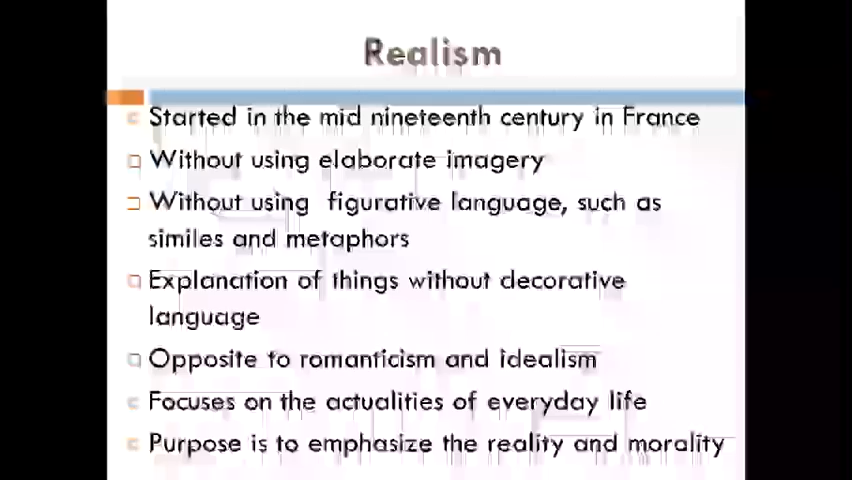 Realism
Started in the mid nineteenth century in France
Without using elaborate imagery
Without using figurative language, such as
similes and metaphors
Explanation of things without decorative
language
Opposite to romanticism and idealism
Focuses on the actualities of everyday life
Purpose is to emphasize the reality and morality